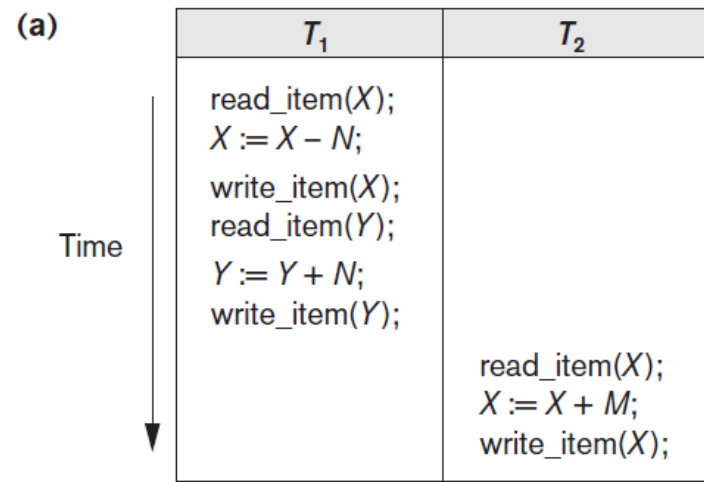 (a)
T1 T2
read_item(X);
X := X – N;
write_item(X);
read_item(Y);
Time
Y := Y + N;
write_item(Y);
read_item(X);
X := X + M;
write_item(X);